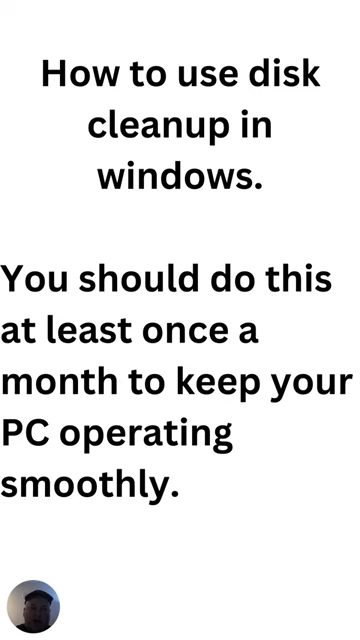 How to use disk
cleanup in
windows.
You should do this
at least once a
month to keep your
PC operating
smoothly.